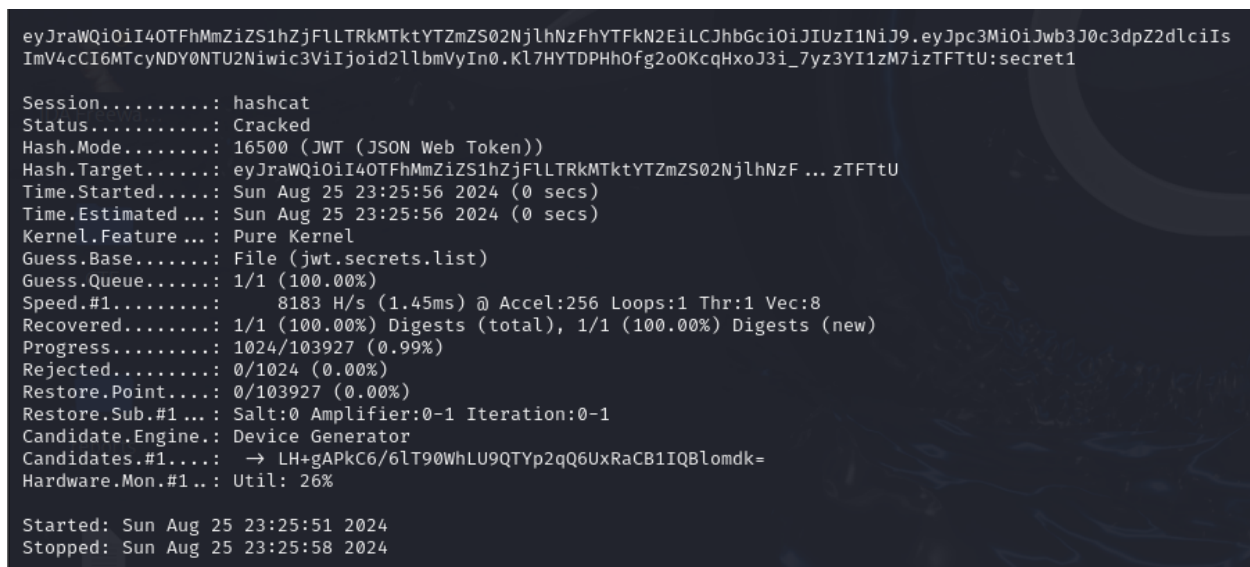 eyJraWQiOiI4OTFhMmZiZS1hZjFlLTRkMTktYTZmZS02NjlhNzFhYTFkN2EiLCJhbGciOiJIUzI1NiJ9.eyJpc3MiOiJwb3J0c3dpZ2dlciIs
ImV4cCI6MTcyNDY0NTU2Niwic3ViIjoid2llbmVyIn0.Kl7HYTDPHhOfg2oOKcqHxoJ3i_7yz3YI1zM7izTFTtU:secret1
Session..........: hashcat
Status...........: Cracked
Hash.Mode........: 16500 (JWT (JSON Web Token))
Hash.Target......: eyJraWQiOiI4OTFhMmZiZS1hZjFlLTRkMTktYTZmZS02NjlhNzF...zTFTtU
Time.Started.....: Sun Aug 25 23:25:56 2024 (0 secs)
Time.Estimated...: Sun Aug 25 23:25:56 2024 (0 secs)
Kernel.Feature...: Pure Kernel
Guess.Base.......: File (jwt.secrets.list)
Guess.Queue......: 1/1 (100.00%)
Speed.#1.........:     8183 H/s (1.45ms) @ Accel:256 Loops:1 Thr:1 Vec:8
Recovered........: 1/1 (100.00%) Digests (total), 1/1 (100.00%) Digests (new)
Progress.........: 1024/103927 (0.99%)
Rejected.........: 0/1024 (0.00%)
Restore.Point....: 0/103927 (0.00%)
Restore.Sub.#1...: Salt:0 Amplifier:0-1 Iteration:0-1
Candidate.Engine.: Device Generator
Candidates.#1....:  → LH+gAPkC6/6lT90WhLU9QTYp2qQ6UxRaCB1IQBlomdk=
Hardware.Mon.#1..: Util: 26%
Started: Sun Aug 25 23:25:51 2024
Stopped: Sun Aug 25 23:25:58 2024